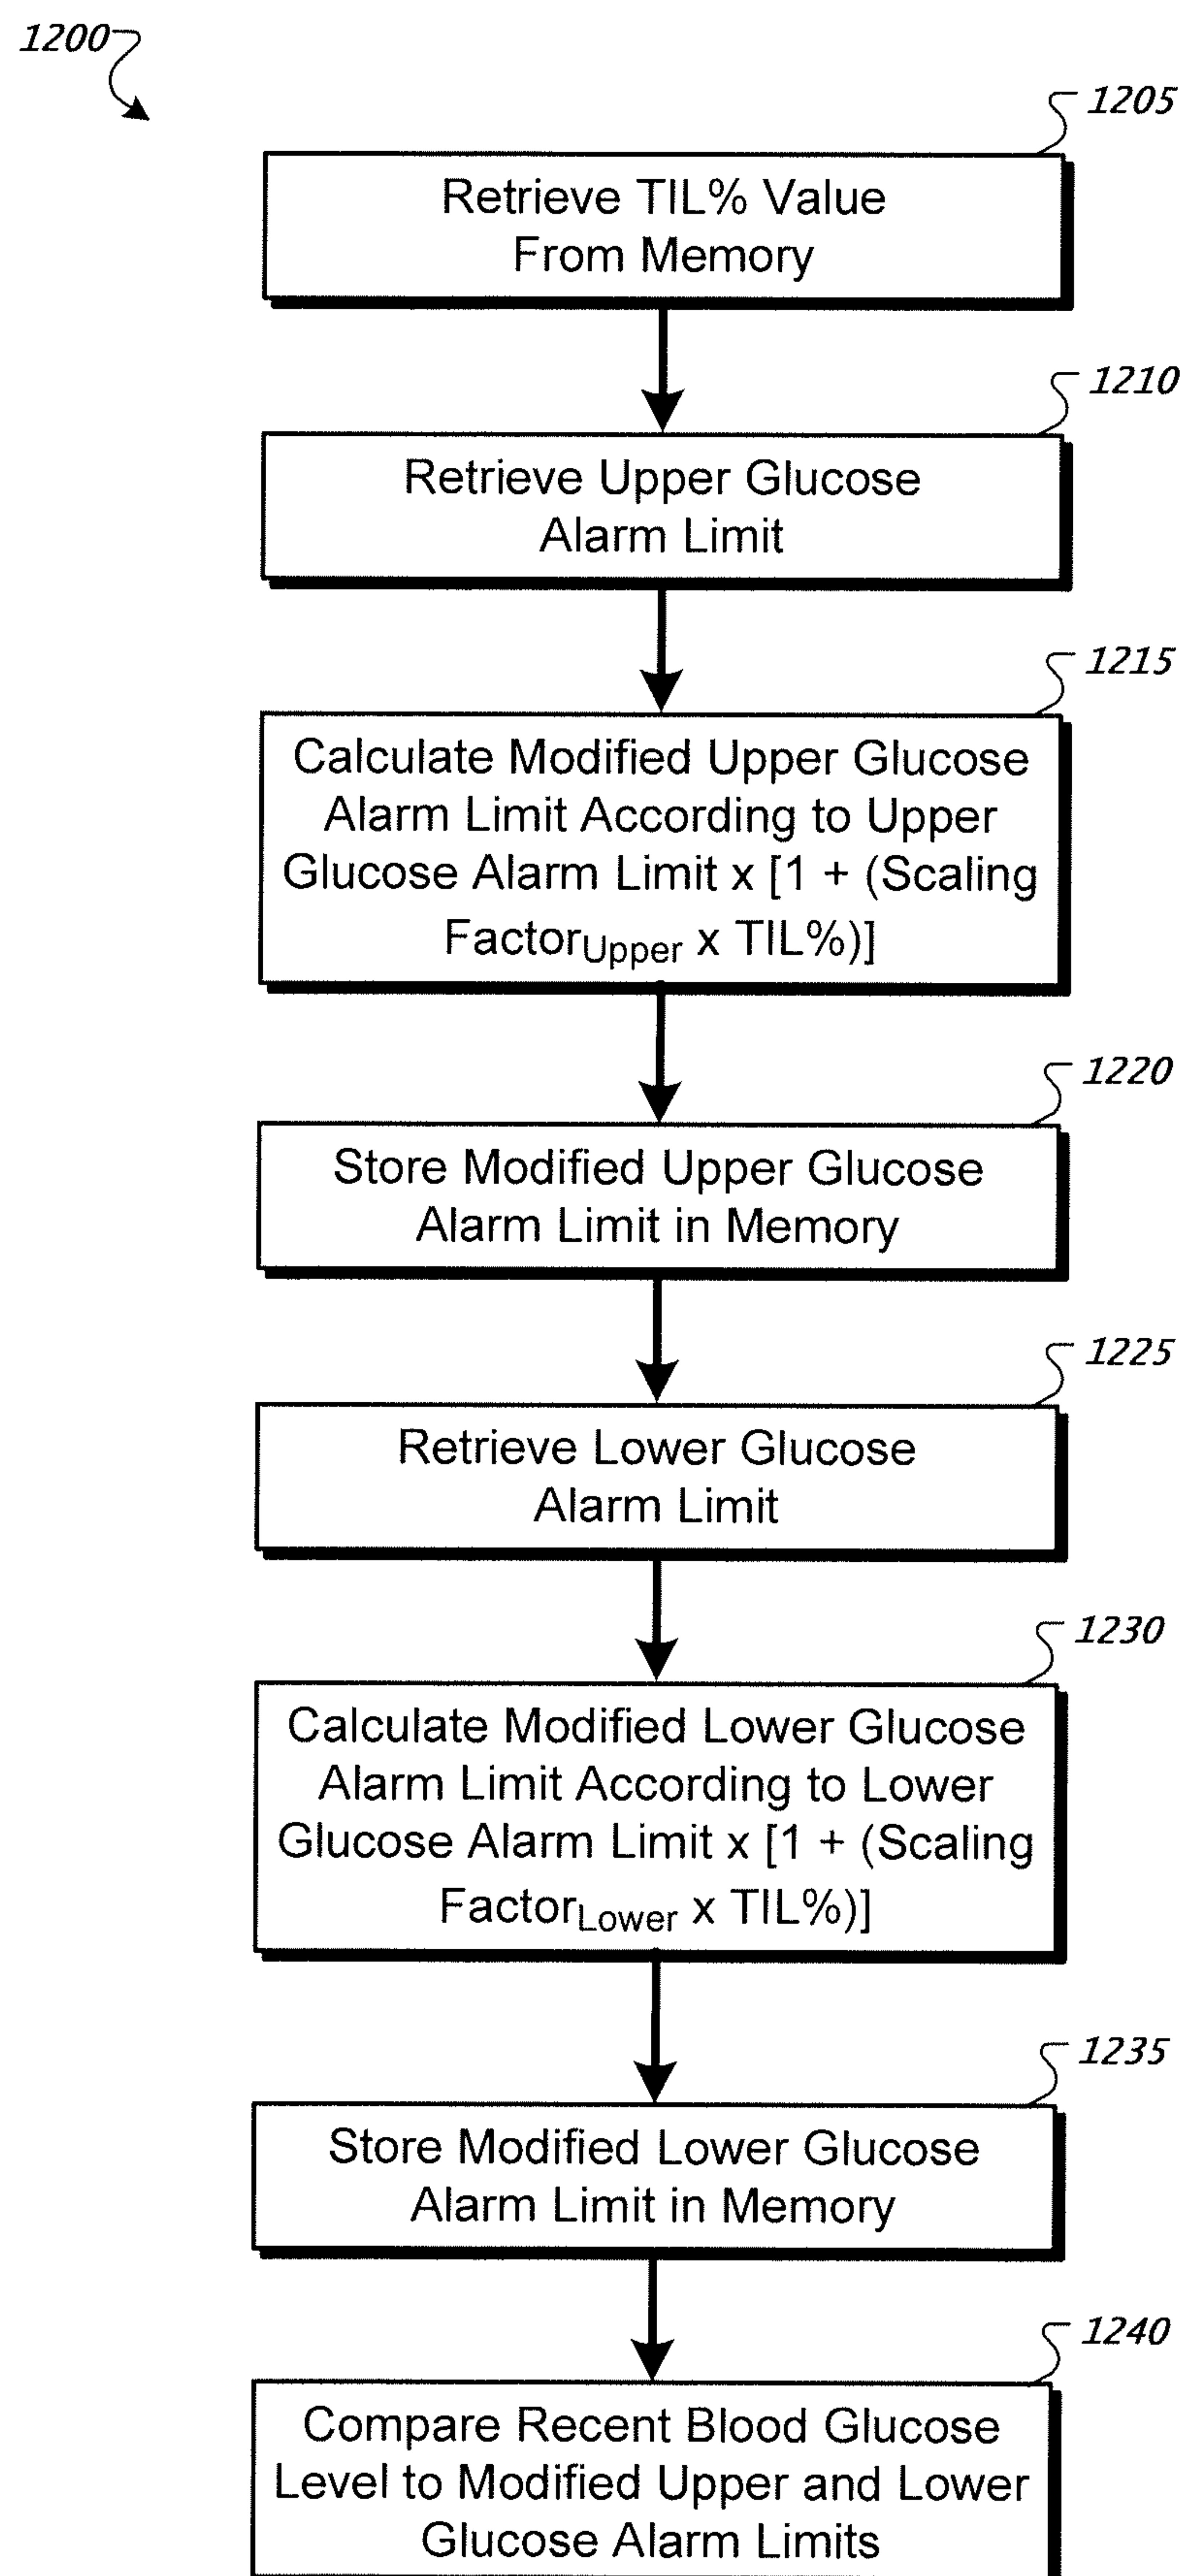 1200
1205
Retrieve TIL% Value
From Memory
1210
Retrieve Upper Glucose
Alarm Limit
1215
Calculate Modified Upper Glucose
Alarm Limit According to Upper
Glucose Alarm Limit x [1 + (Scaling
Factor_Upper x TIL%)]
1220
Store Modified Upper Glucose
Alarm Limit in Memory
1225
Retrieve Lower Glucose
Alarm Limit
1230
Calculate Modified Lower Glucose
Alarm Limit According to Lower
Glucose Alarm Limit x [1 + (Scaling
Factor_Lower x TIL%)]
1235
Store Modified Lower Glucose
Alarm Limit in Memory
1240
Compare Recent Blood Glucose
Level to Modified Upper and Lower
Glucose Alarm Limits